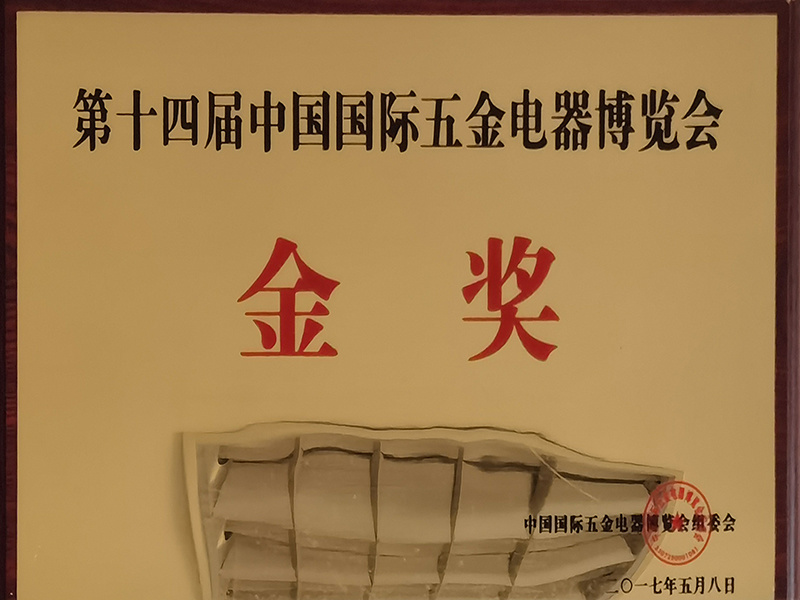 第十四届中国国际五金电器博览会
金奖
中国国际五金电器博览会组委会
二〇一七年五月八日